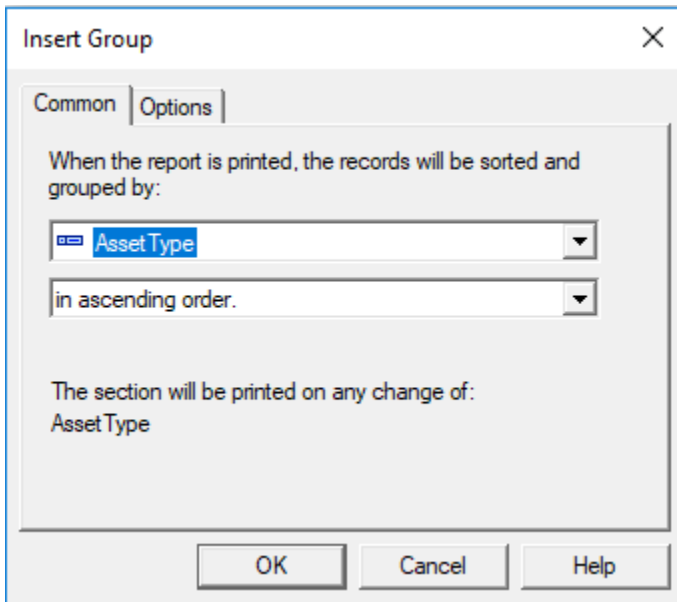 Insert Group
Common
Options
When the report is printed, the records will be sorted and
grouped by:
AssetType
in ascending order.
The section will be printed on any change of:
AssetType
OK
Cancel
Help